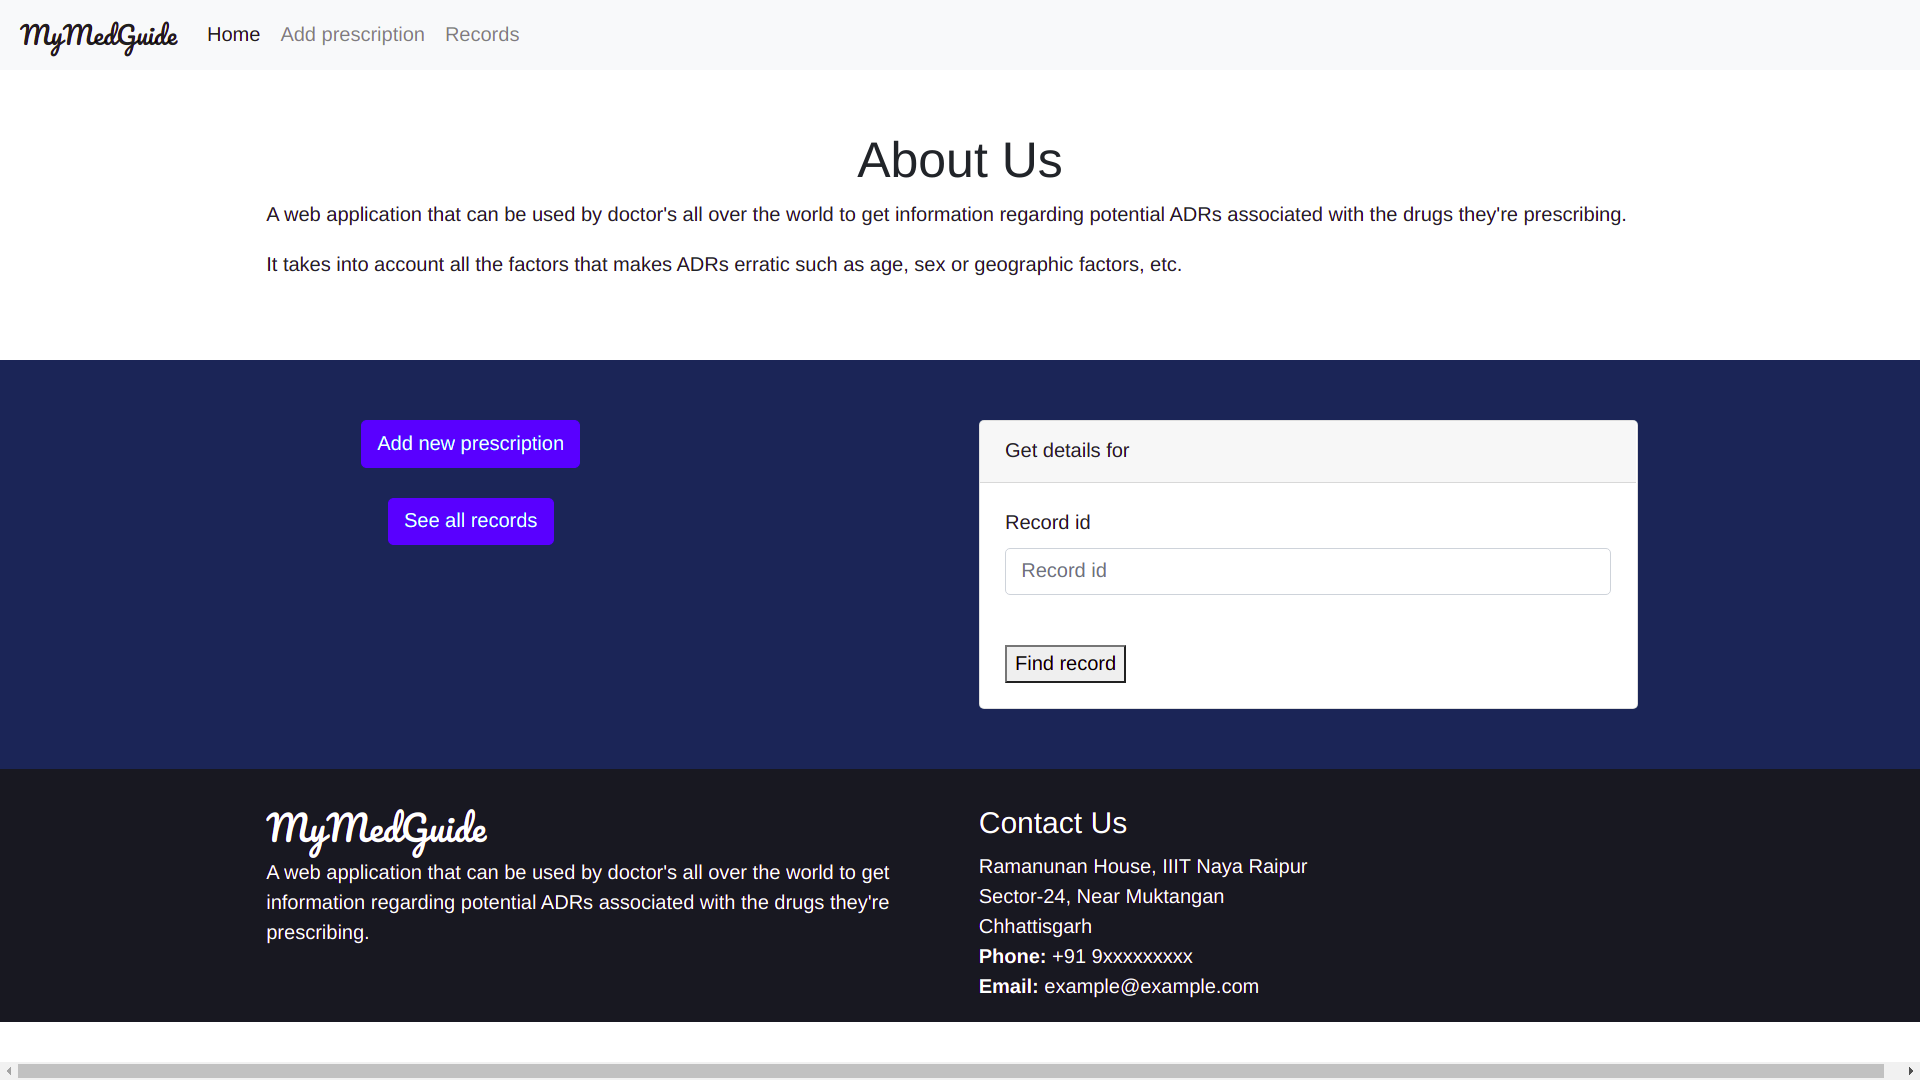 MyMedGuide Home Add prescription Records
About Us
A web application that can be used by doctor's all over the world to get information regarding potential ADRs associated with the drugs they're prescribing.
It takes into account all the factors that makes ADRs erratic such as age, sex or geographic factors, etc.
Add new prescription
See all records
Get details for
Record id
Record id
Find record
MyMedGuide
A web application that can be used by doctor's all over the world to get
information regarding potential ADRs associated with the drugs they're
prescribing.
Contact Us
Ramanunan House, IIIT Naya Raipur
Sector-24, Near Muktangan
Chhattisgarh
Phone: +91 9xxxxxxxxx
Email: example@example.com